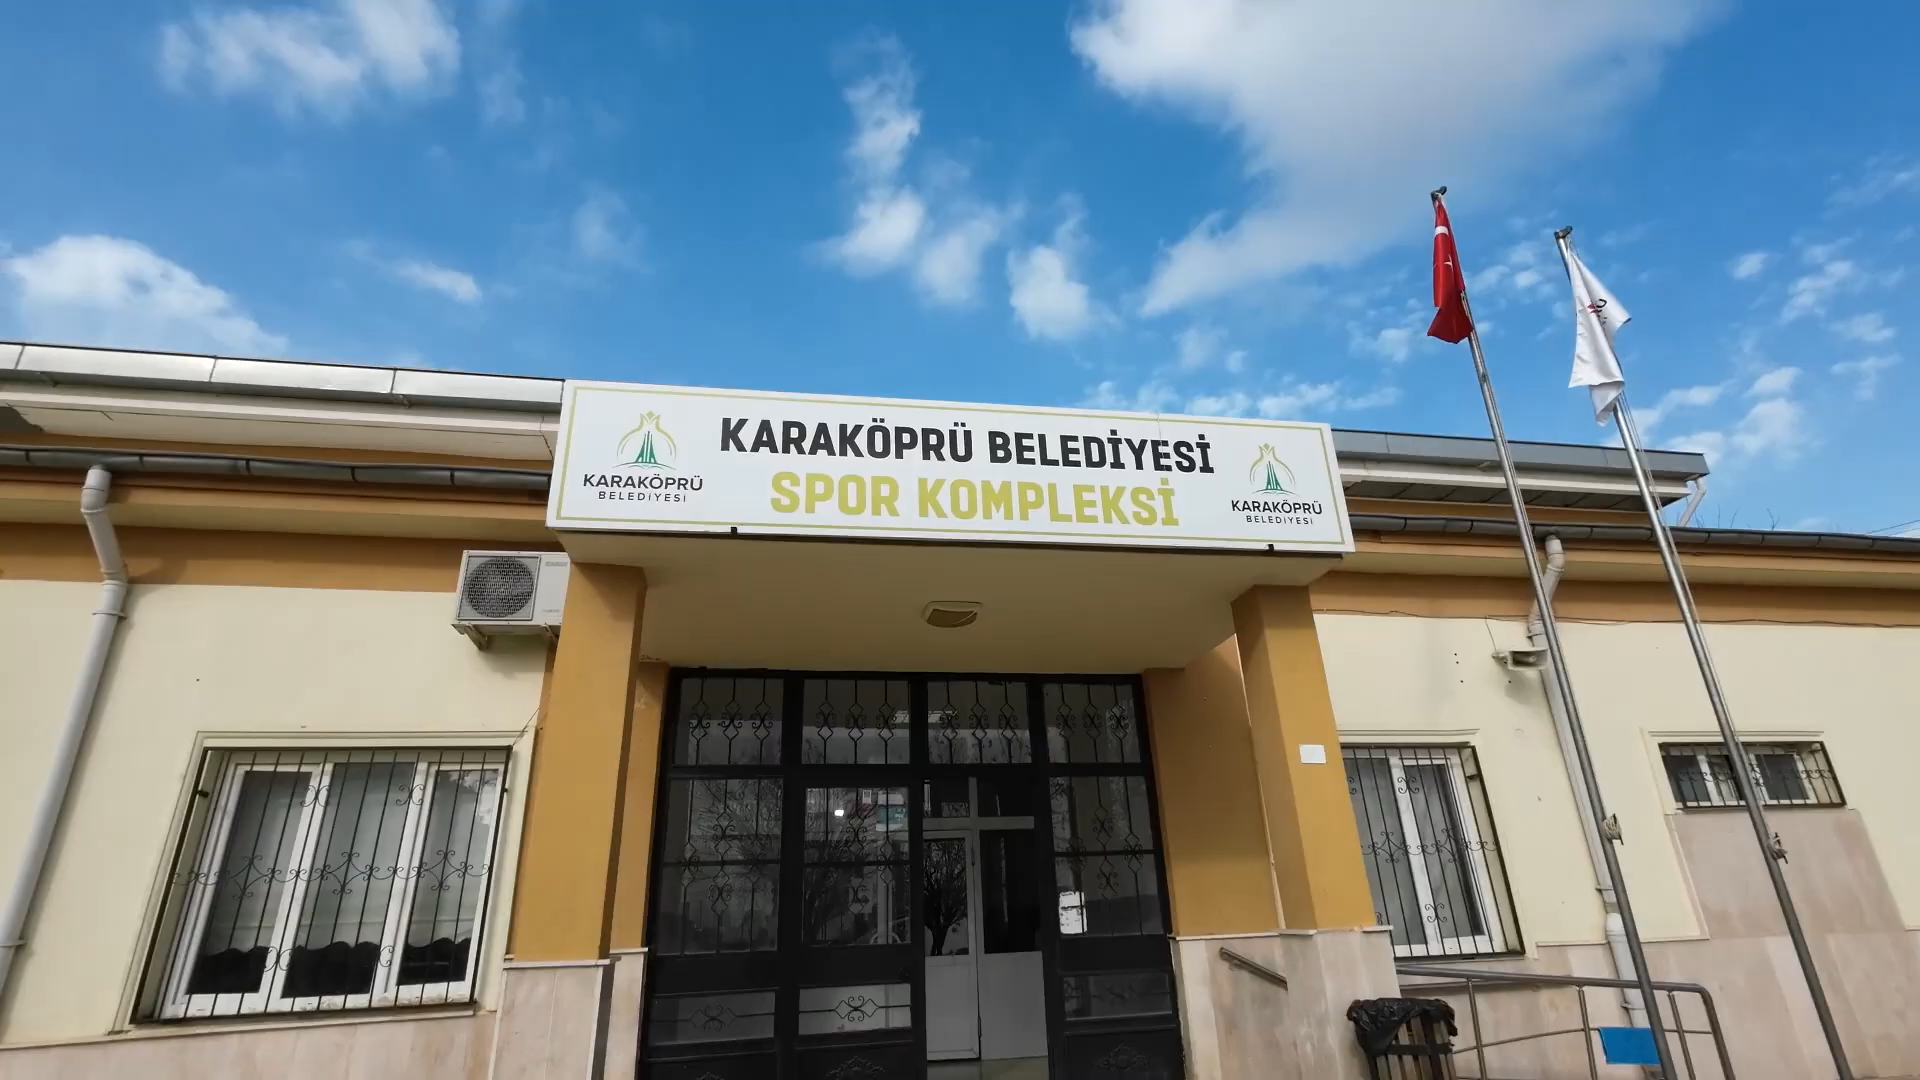 KARAKÖPRÜ BELEDİYESİ
SPOR KOMPLEKSİ
KARAKÖPRÜ
BELEDİYESİ
KARAKÖPRÜ
BELEDİYESİ